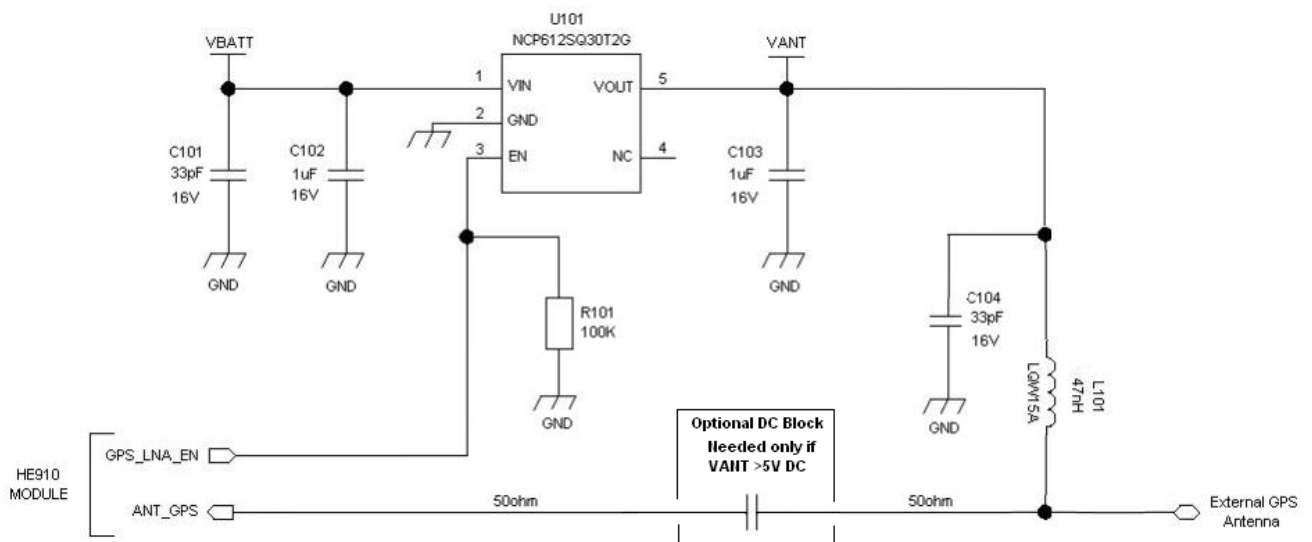 U101
NCP612SQ30T2G
VBATT
VANT
1
VIN
VOUT
5
2
GND
3
EN
NC
4
C101
33pF
16V
C102
1uF
16V
C103
1uF
16V
GND
GND
GND
R101
100K
GND
C104
33pF
16V
GND
L101
47nH
LQW15A
Optional DC Block
Needed only if
VANT >5V DC
HE910
MODULE
GPS_LNA_EN
ANT_GPS
50ohm
50ohm
External GPS
Antenna